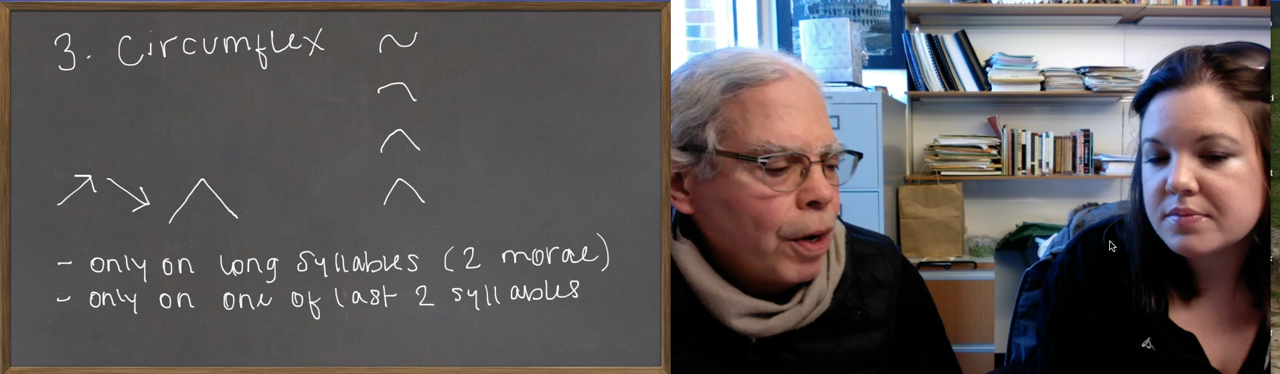 3. Circumflex
- only on long syllables (2 morae)
- only on one of last 2 syllables